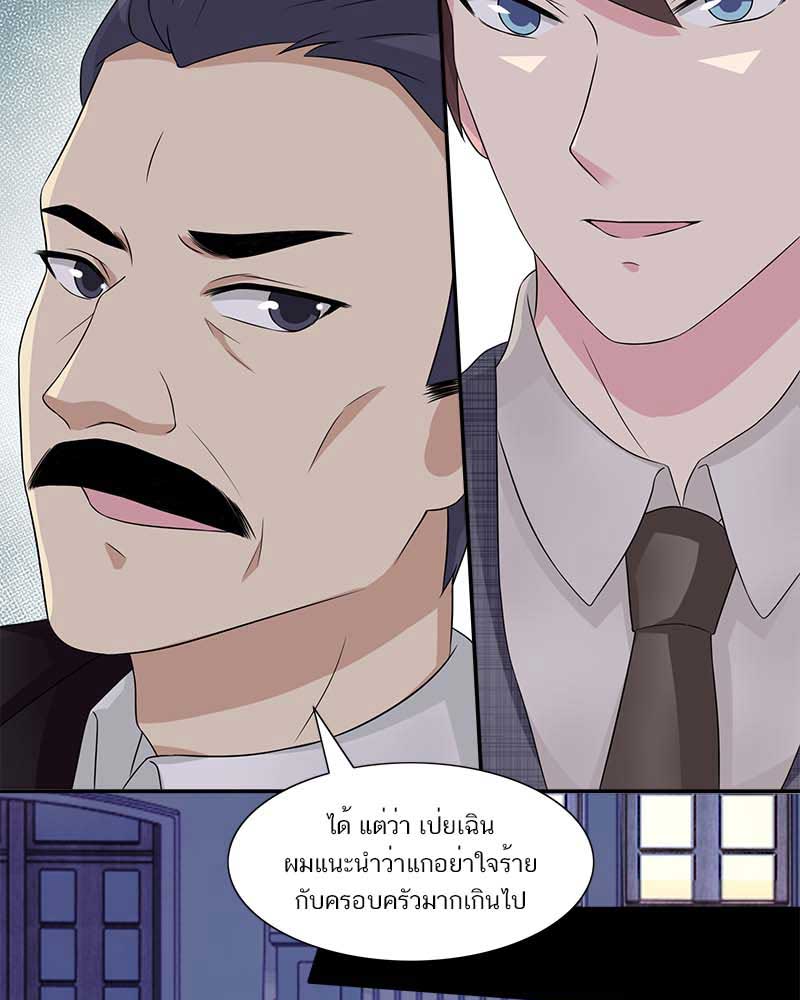 ได้ แต่ว่า เป่ยเฉิน
ผมแนะนำว่าแกอย่าใจร้าย
กับครอบครัวมากเกินไป